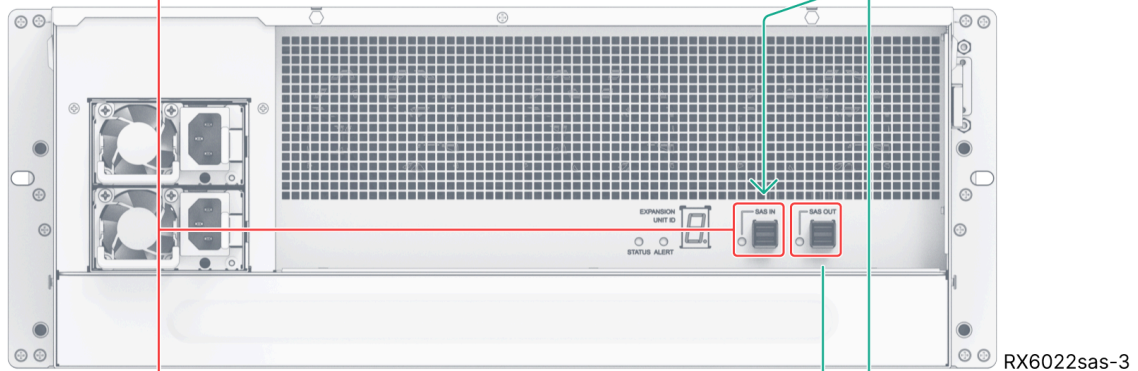 EXPANSION
UNIT ID
STATUS ALERT
SAS IN
SAS OUT
RX6022sas-3